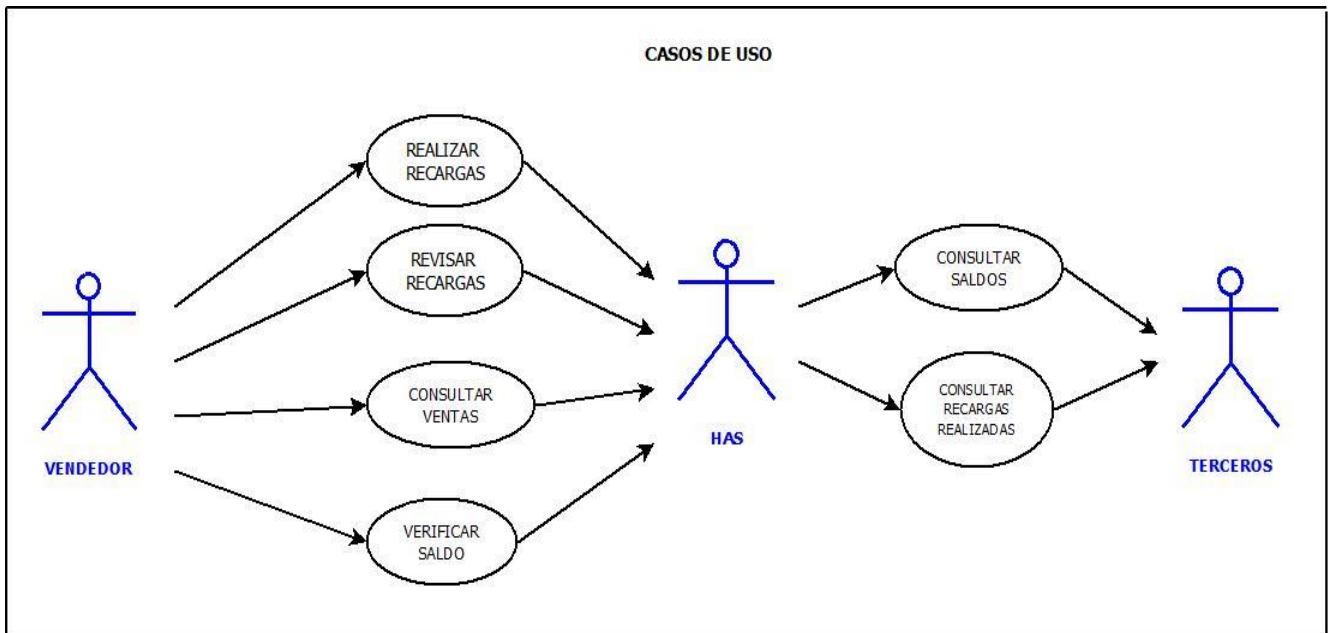 CASOS DE USO
REALIZAR
RECARGAS
REVISAR
RECARGAS
CONSULTAR
VENTAS
VERIFICAR
SALDO
VENDEDOR
HAS
CONSULTAR
SALDOS
CONSULTAR
RECARGAS
REALIZADAS
TERCEROS